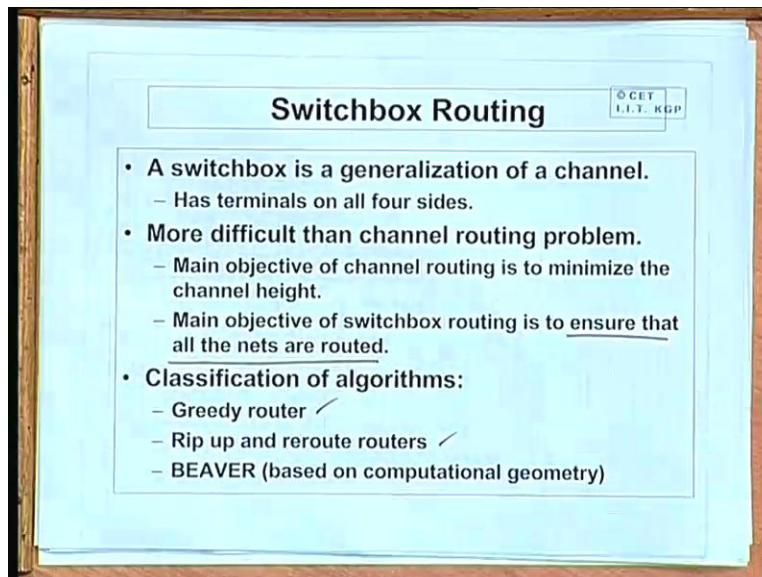 Switchbox Routing
© CET
I.I.T. KGP
• A switchbox is a generalization of a channel.
– Has terminals on all four sides.
• More difficult than channel routing problem.
– Main objective of channel routing is to minimize the
channel height.
– Main objective of switchbox routing is to ensure that
all the nets are routed.
• Classification of algorithms:
– Greedy router
– Rip up and reroute routers
– BEAVER (based on computational geometry)